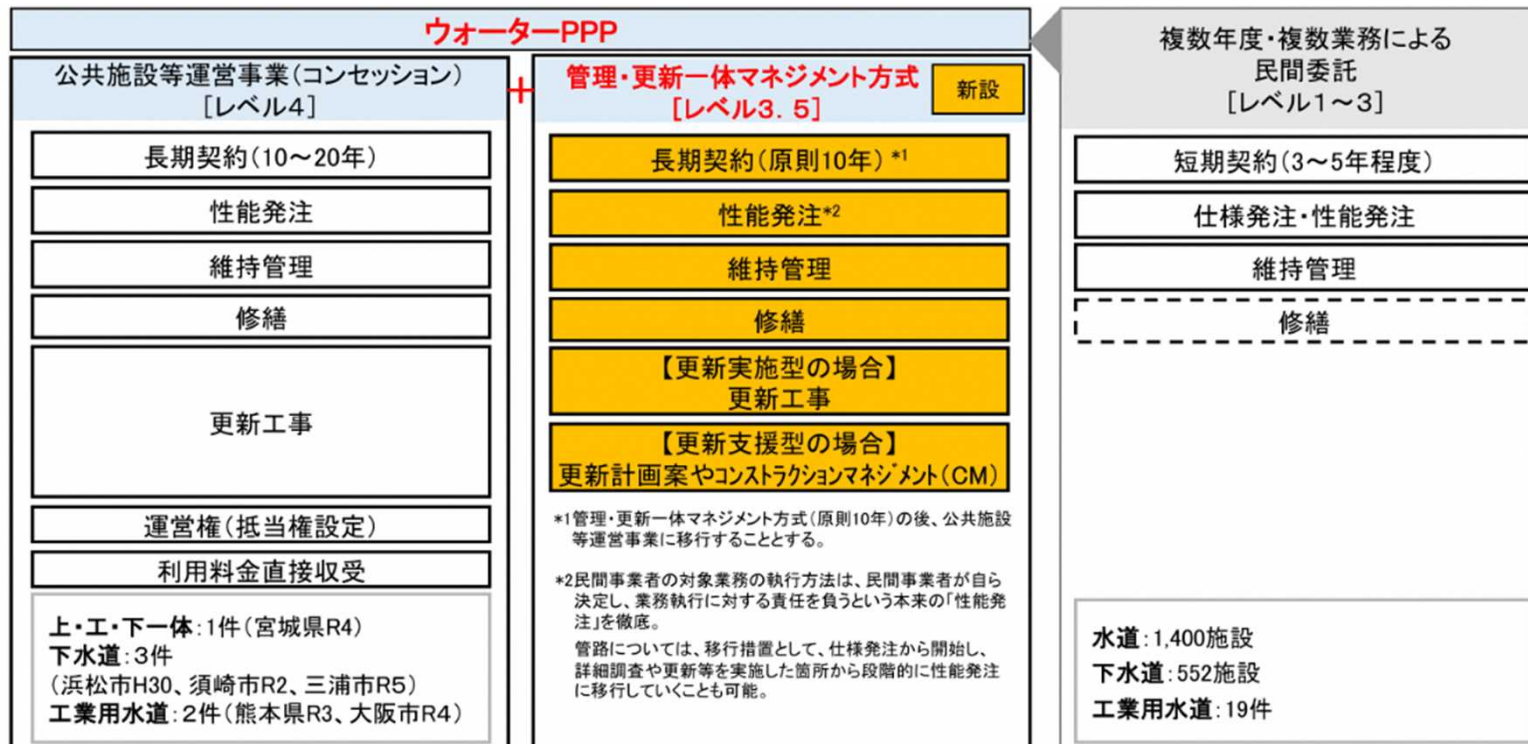 ウォーターPPP
公共施設等運営事業(コンセッション)
[レベル4]
長期契約(10～20年)
性能発注
維持管理
修繕
更新工事
運営権(抵当権設定)
利用料金直接収受
上・工・下一体:1件(宮城県R4)
下水道:3件
(浜松市H30、須崎市R2、三浦市R5)
工業用水道:2件(熊本県R3、大阪市R4)
+
管理・更新一体マネジメント方式
[レベル3.5]
新設
長期契約(原則10年) *1
性能発注*2
維持管理
修繕
【更新実施型の場合】
更新工事
【更新支援型の場合】
更新計画案やコンストラクションマネジメント(CM)
*1管理・更新一体マネジメント方式(原則10年)の後、公共施設
等運営事業に移行することとする。
*2民間事業者の対象業務の執行方法は、民間事業者が自ら
決定し、業務執行に対する責任を負うという本来の「性能発
注」を徹底。
管路については、移行措置として、仕様発注から開始し、
詳細調査や更新等を実施した箇所から段階的に性能発注
に移行していくことも可能。
複数年度・複数業務による
民間委託
[レベル1～3]
短期契約(3～5年程度)
仕様発注・性能発注
維持管理
修繕
水道:1,400施設
下水道:552施設
工業用水道:19件